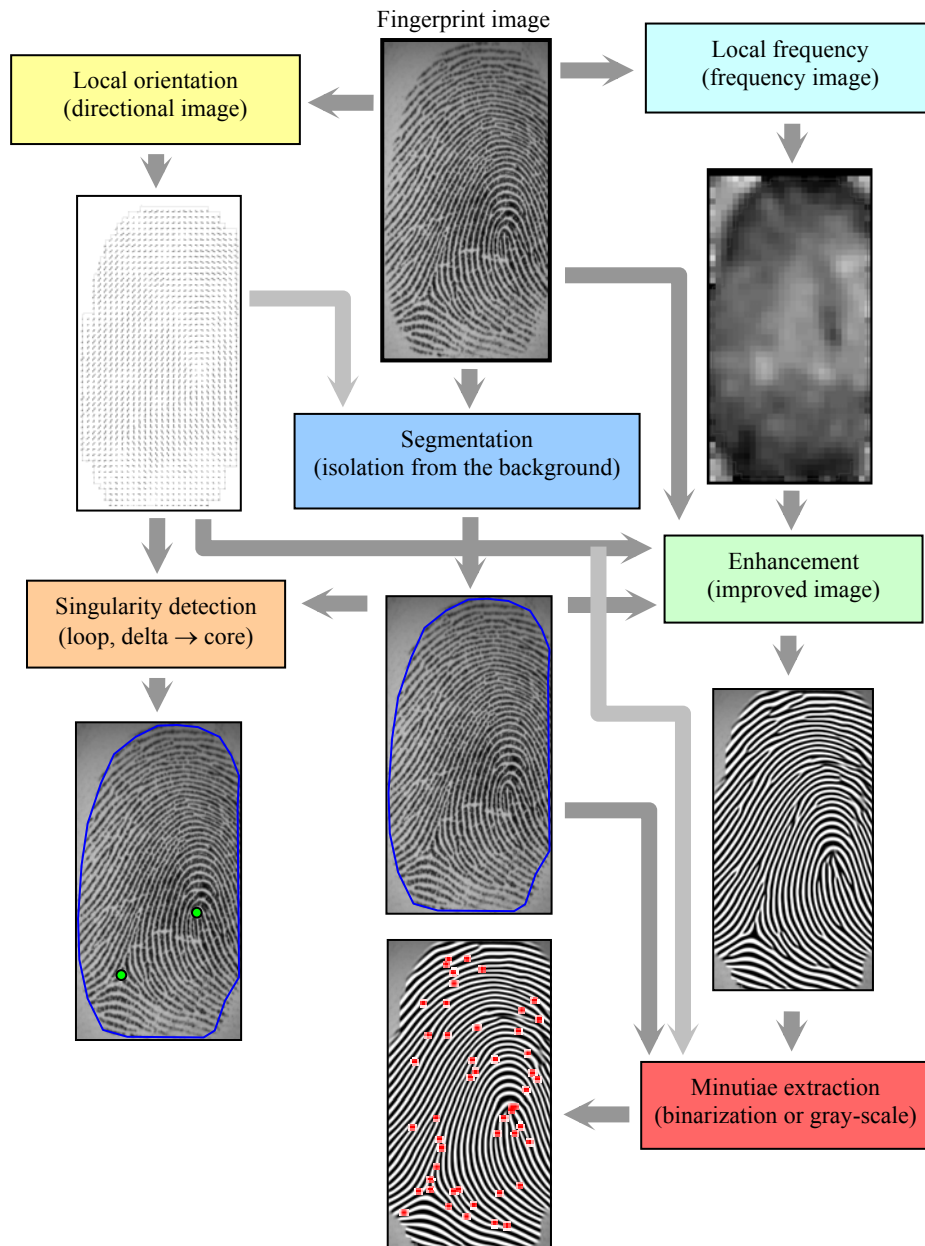 Fingerprint image
Local orientation
(directional image)
Local frequency
(frequency image)
Segmentation
(isolation from the background)
Enhancement
(improved image)
Singularity detection
(loop, delta → core)
Minutiae extraction
(binarization or gray-scale)